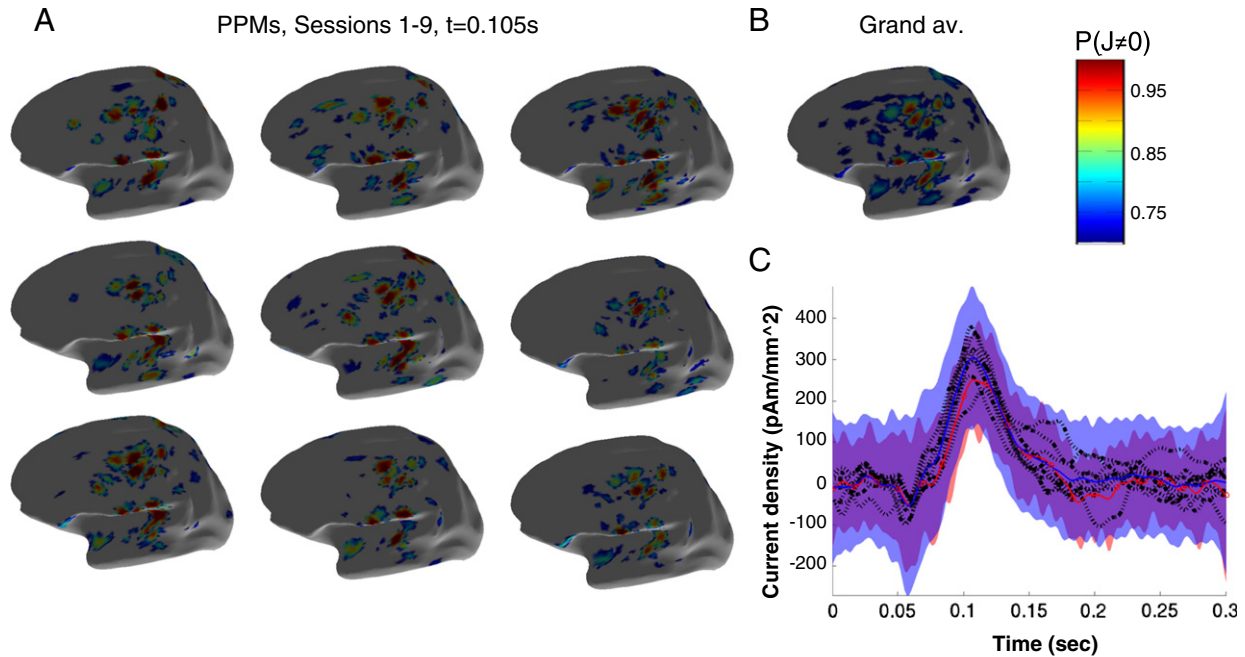 A
PPMs, Sessions 1-9, t=0.105s
B
Grand av.
P(J≠0)
0.95
0.85
0.75
C
Current density (pAm/mm^2)
400
300
200
100
0
-100
-200
0
0.05
0.1
0.15
0.2
0.25
0.3
Time (sec)